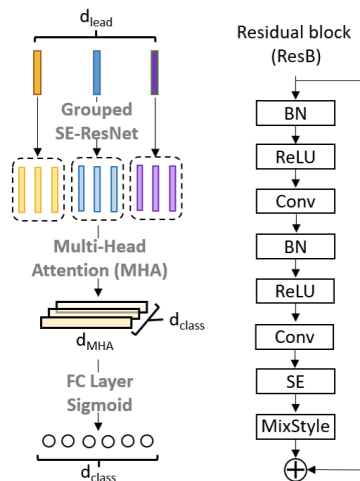 d_lead
Grouped
SE-ResNet
Multi-Head
Attention (MHA)
d_class
d_MHA
FC Layer
Sigmoid
d_class
Residual block
(ResB)
BN
ReLU
Conv
BN
ReLU
Conv
SE
MixStyle